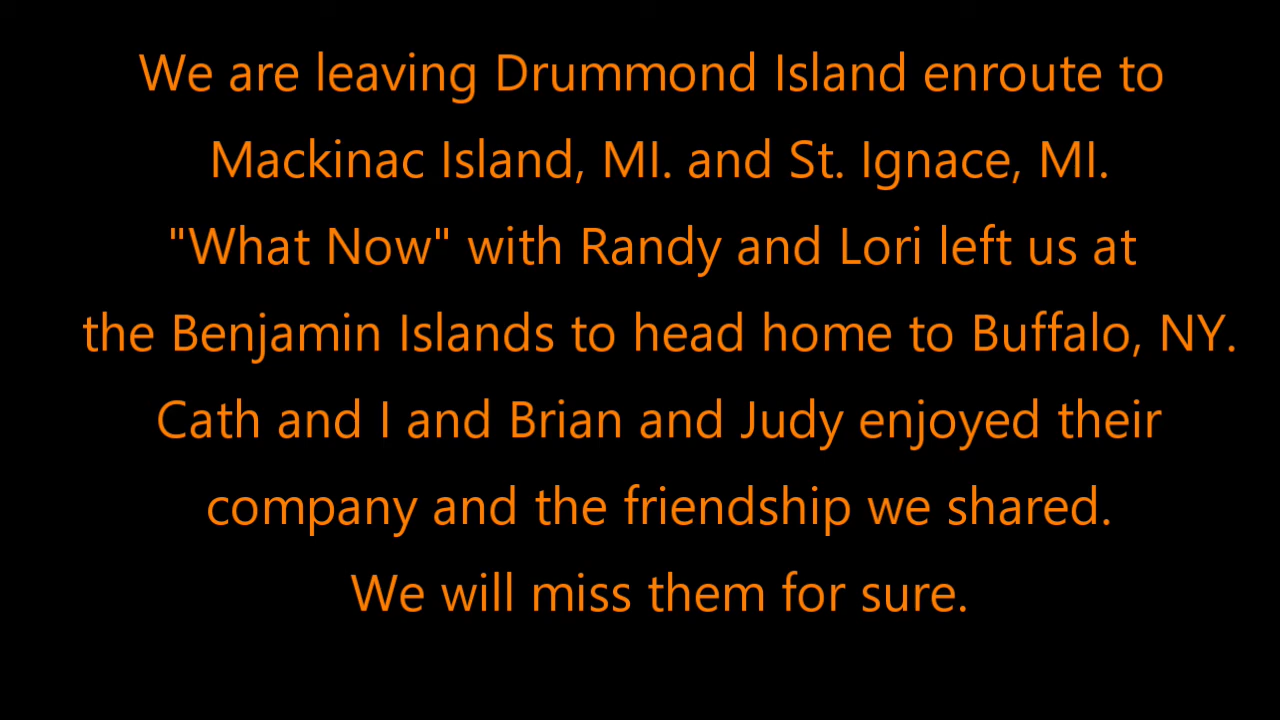 We are leaving Drummond Island enroute to
Mackinac Island, MI. and St. Ignace, MI.
"What Now" with Randy and Lori left us at
the Benjamin Islands to head home to Buffalo, NY.
Cath and I and Brian and Judy enjoyed their
company and the friendship we shared.
We will miss them for sure.